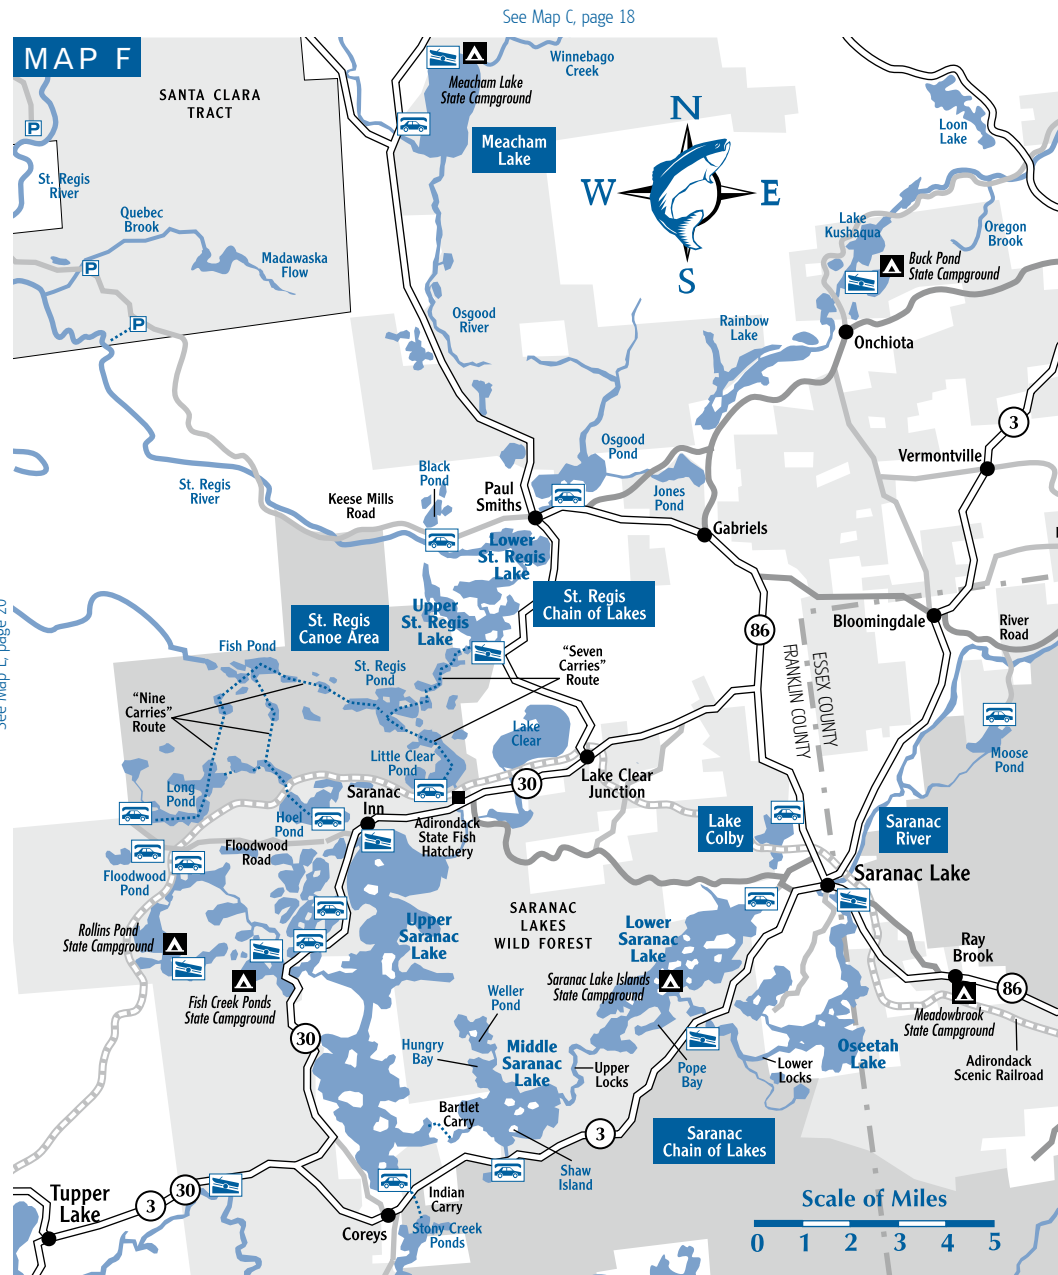 See Map C, page 18
MAP F
SANTA CLARA
TRACT
Winnebago
Creek
Meacham Lake
State Campground
Meacham
Lake
P
St. Regis
River
Loon
Lake
N
W
E
S
Quebec
Brook
Madawaska
Flow
P
P
Lake
Kushaqua
Oregon
Brook
Buck Pond
State Campground
Osgood
River
Rainbow
Lake
Onchiota
3
Vermontville
Osgood
Pond
Black
Pond
St. Regis
River
Keese Mills
Road
Paul
Smiths
Jones
Pond
Gabriels
Lower
St. Regis
Lake
St. Regis
Chain of Lakes
St. Regis
Canoe Area
Upper
St. Regis
Lake
86
Bloomingdale
River
Road
See Map E, page 20
Fish Pond
St. Regis
Pond
"Seven
Carries"
Route
ESSEX COUNTY
FRANKLIN COUNTY
"Nine
Carries"
Route
Lake
Clear
Little Clear
Pond
Moose
Pond
Long
Pond
Saranac
Inn
30
Lake Clear
Junction
Hoel
Pond
Adirondack
State Fish
Hatchery
Lake
Colby
Saranac
River
Floodwood
Road
Floodwood
Pond
Saranac Lake
Rollins Pond
State Campground
Upper
Saranac
Lake
SARANAC
LAKES
WILD FOREST
Lower
Saranac
Lake
Ray
Brook
86
Saranac Lake Islands
State Campground
Fish Creek Ponds
State Campground
Weller
Pond
Meadowbrook
State Campground
30
Hungry
Bay
Middle
Saranac
Lake
Upper
Locks
Pope
Bay
Lower
Locks
Oseetah
Lake
Adirondack
Scenic Railroad
Bartlet
Carry
3
Saranac
Chain of Lakes
Shaw
Island
Tupper
Lake
3
30
Indian
Carry
Coreys
Stony Creek
Ponds
Scale of Miles
0 1 2 3 4 5